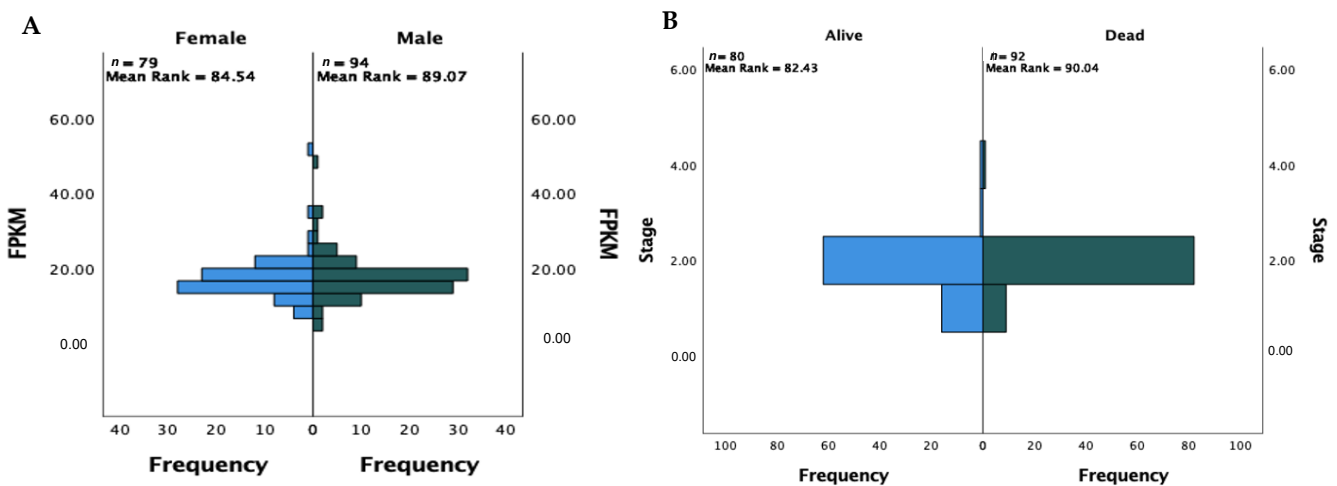 A
Female Male
n = 79
Mean Rank = 84.54
n = 94
Mean Rank = 89.07
60.00
40.00
20.00
0.00
FPKM
60.00
40.00
20.00
0.00
FPKM
40 30 20 10 0 10 20 30 40
Frequency Frequency
B
Alive Dead
n= 80
Mean Rank = 82.43
n= 92
Mean Rank = 90.04
6.00
4.00
2.00
0.00
Stage
6.00
4.00
2.00
0.00
Stage
100 80 60 40 20 0 20 40 60 80 100
Frequency Frequency